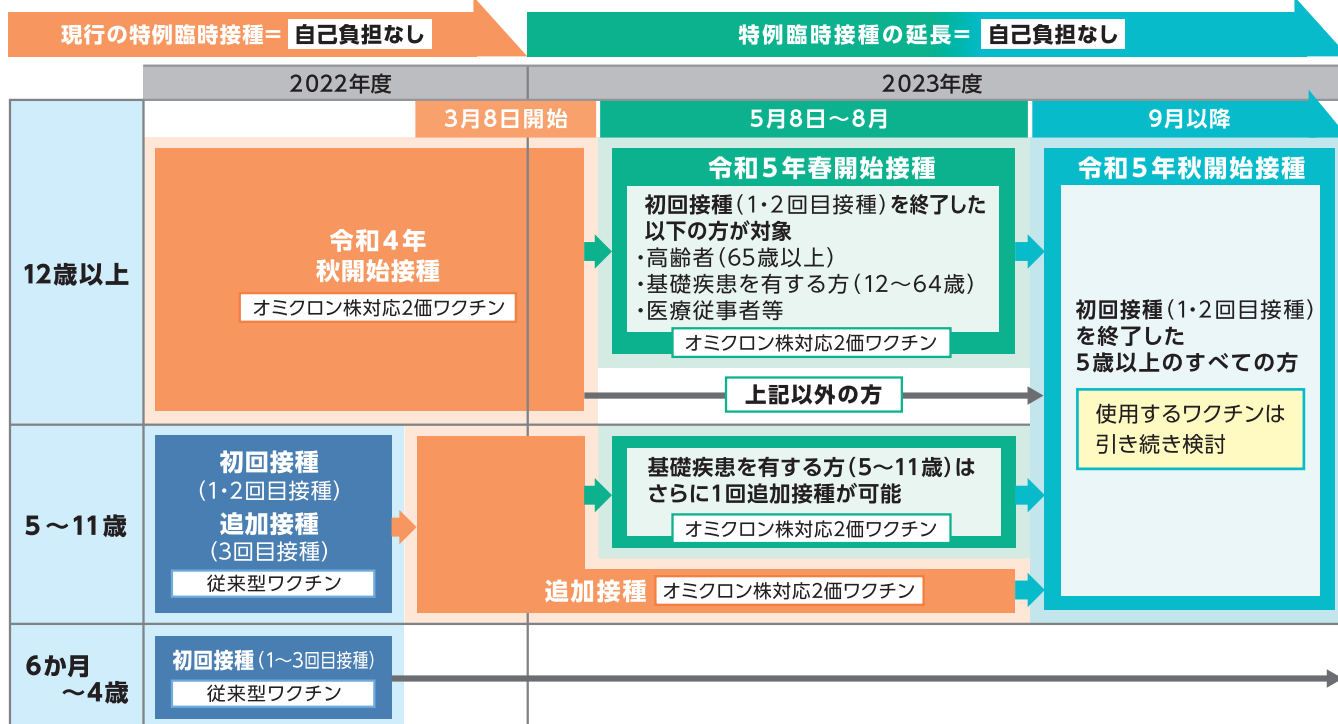 現行の特例臨時接種= 自己負担なし
特例臨時接種の延長= 自己負担なし
2022年度
2023年度
3月8日開始
5月8日～8月
9月以降
12歳以上
令和4年
秋開始接種
オミクロン株対応2価ワクチン
令和5年春開始接種
初回接種(1・2回目接種)を終了した
以下の方が対象
・高齢者(65歳以上)
・基礎疾患を有する方(12～64歳)
・医療従事者等
オミクロン株対応2価ワクチン
上記以外の方
令和5年秋開始接種
初回接種(1・2回目接種)
を終了した
5歳以上のすべての方
使用するワクチンは
引き続き検討
5～11歳
初回接種
(1・2回目接種)
追加接種
(3回目接種)
従来型ワクチン
基礎疾患を有する方(5～11歳)は
さらに1回追加接種が可能
オミクロン株対応2価ワクチン
追加接種 オミクロン株対応2価ワクチン
6か月
～4歳
初回接種(1～3回目接種)
従来型ワクチン